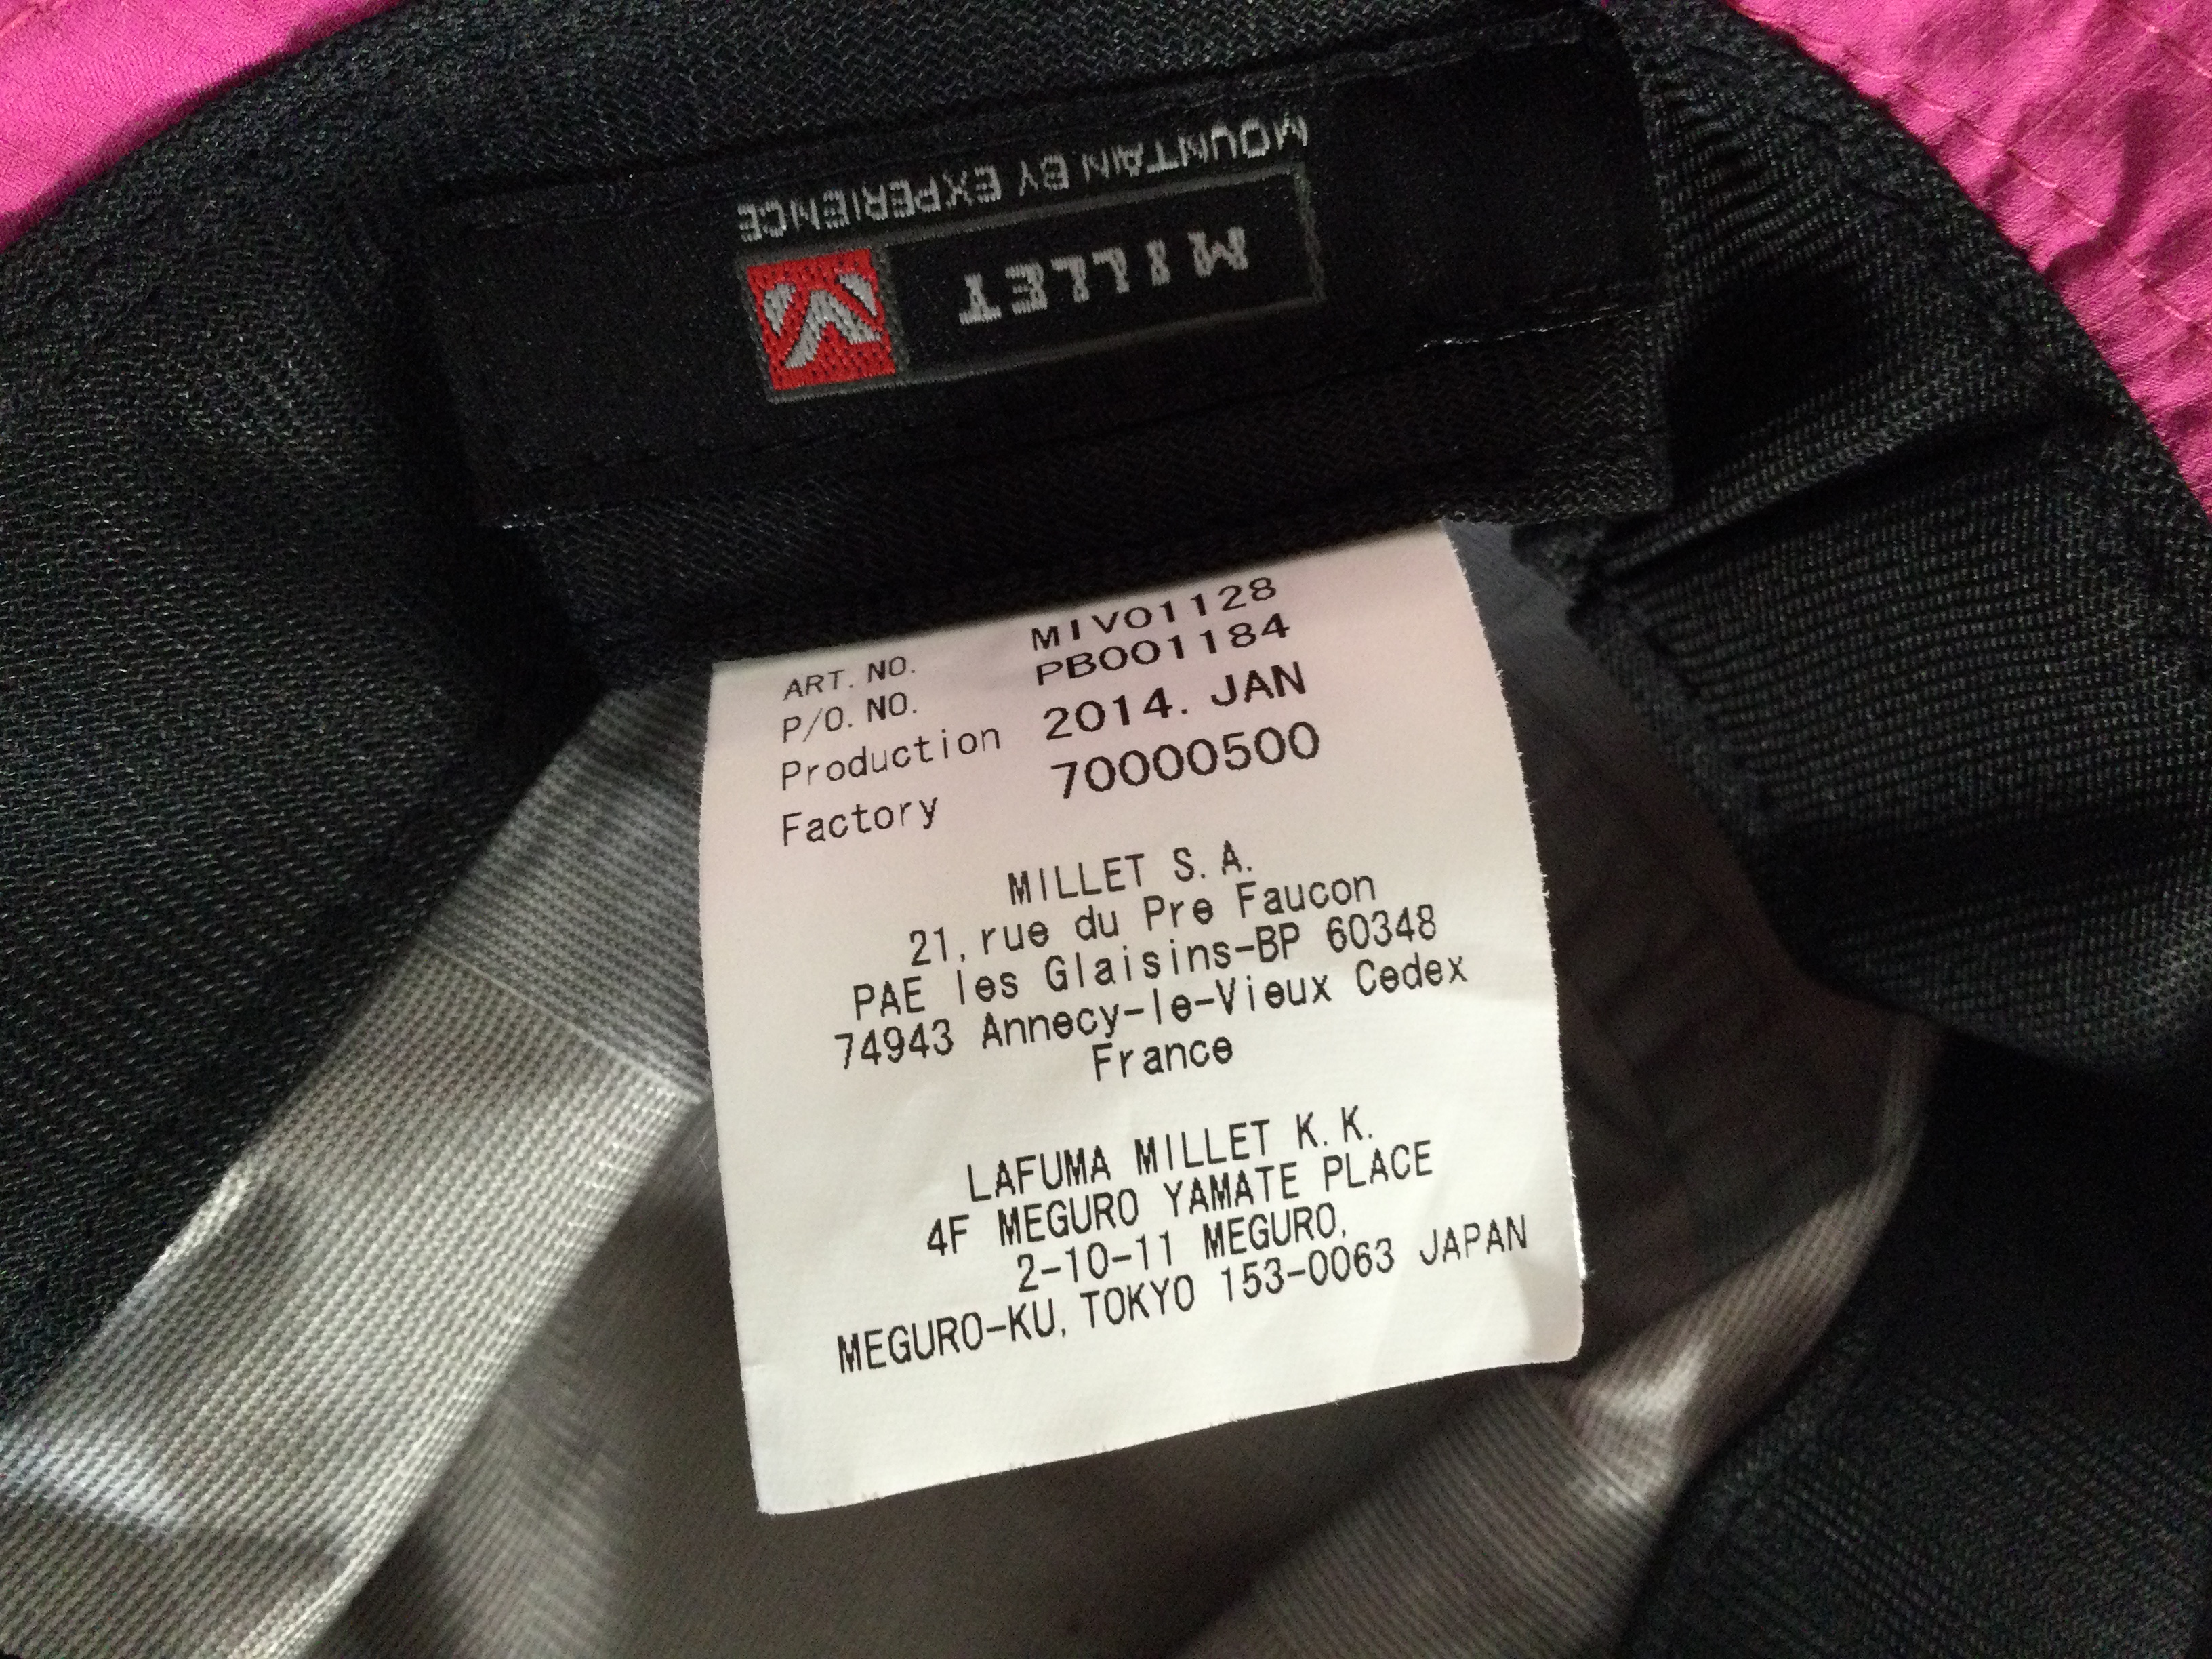 MOUNTAIN BY EXPERIENCE
MILLET
ART. NO. MIV01128
P/O. NO. PB001184
Production 2014. JAN
Factory 70000500
MILLET S.A.
21, rue du Pre Faucon
PAE les Glaisins-BP 60348
74943 Annecy-le-Vieux Cedex
France
LAFUMA MILLET K.K.
4F MEGURO YAMATE PLACE
2-10-11 MEGURO,
MEGURO-KU, TOKYO 153-0063 JAPAN